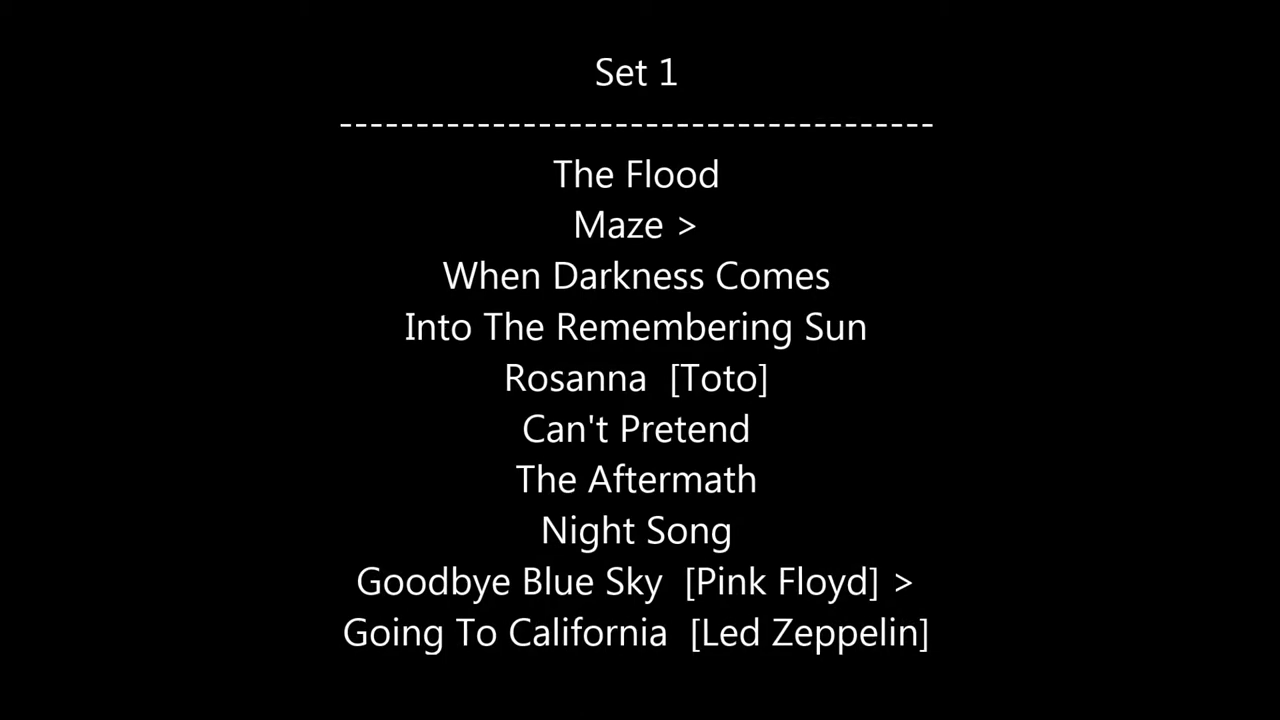 Set 1
---------------------------------------
The Flood
Maze >
When Darkness Comes
Into The Remembering Sun
Rosanna  [Toto]
Can't Pretend
The Aftermath
Night Song
Goodbye Blue Sky  [Pink Floyd] >
Going To California  [Led Zeppelin]